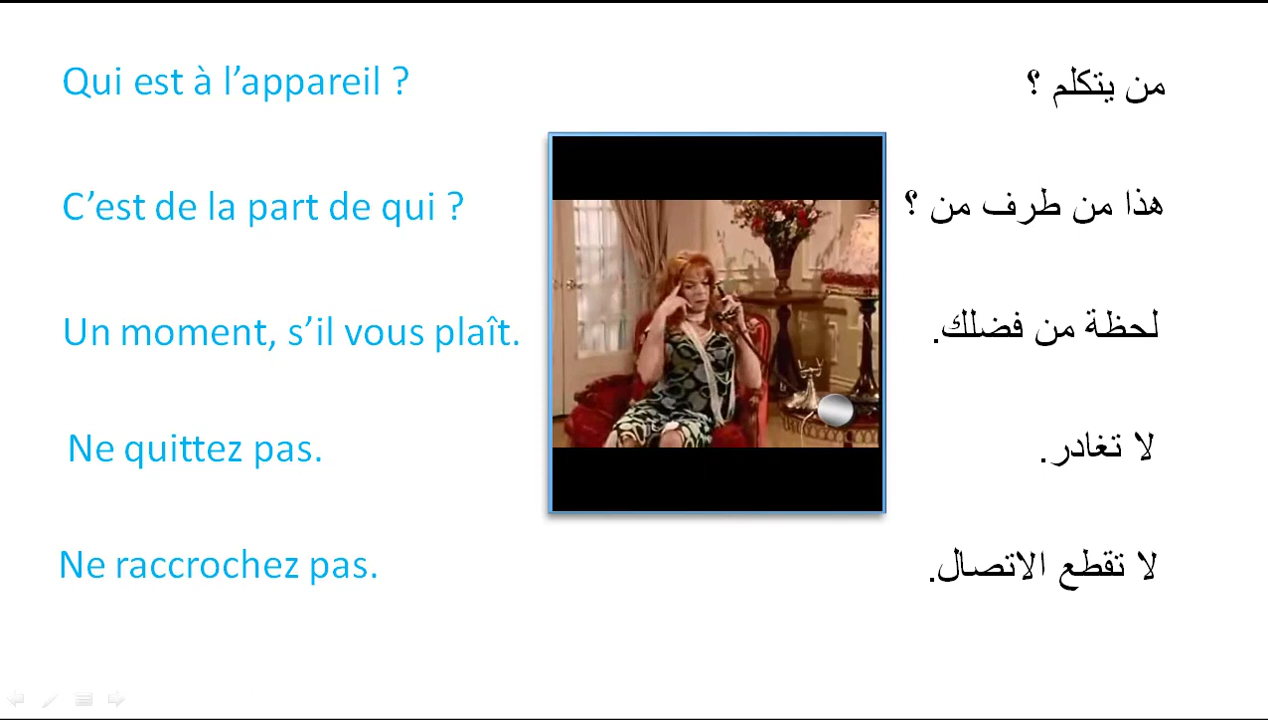 Qui est à l’appareil ?
من يتكلم ؟
C’est de la part de qui ?
هذا من طرف من ؟
Un moment, s’il vous plaît.
لحظة من فضلك.
Ne quittez pas.
لا تغادر.
Ne raccrochez pas.
لا تقطع الاتصال.